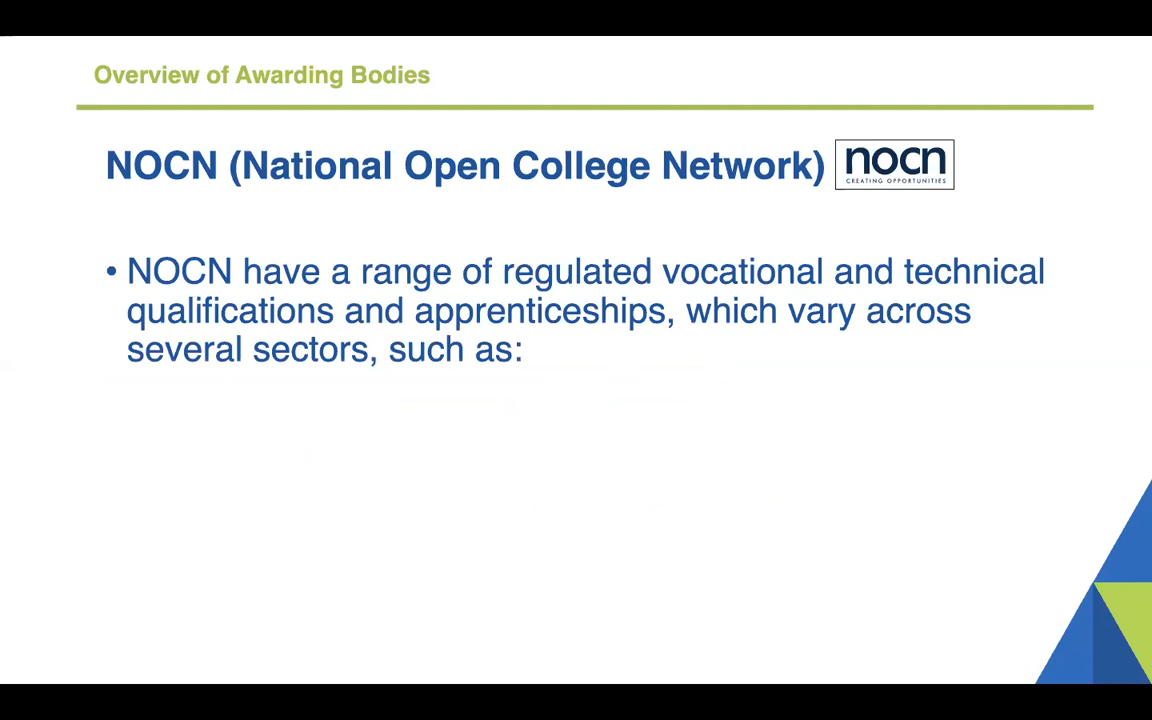 Overview of Awarding Bodies
NOCN (National Open College Network)
nocn
CREATING OPPORTUNITIES
• NOCN have a range of regulated vocational and technical
qualifications and apprenticeships, which vary across
several sectors, such as: